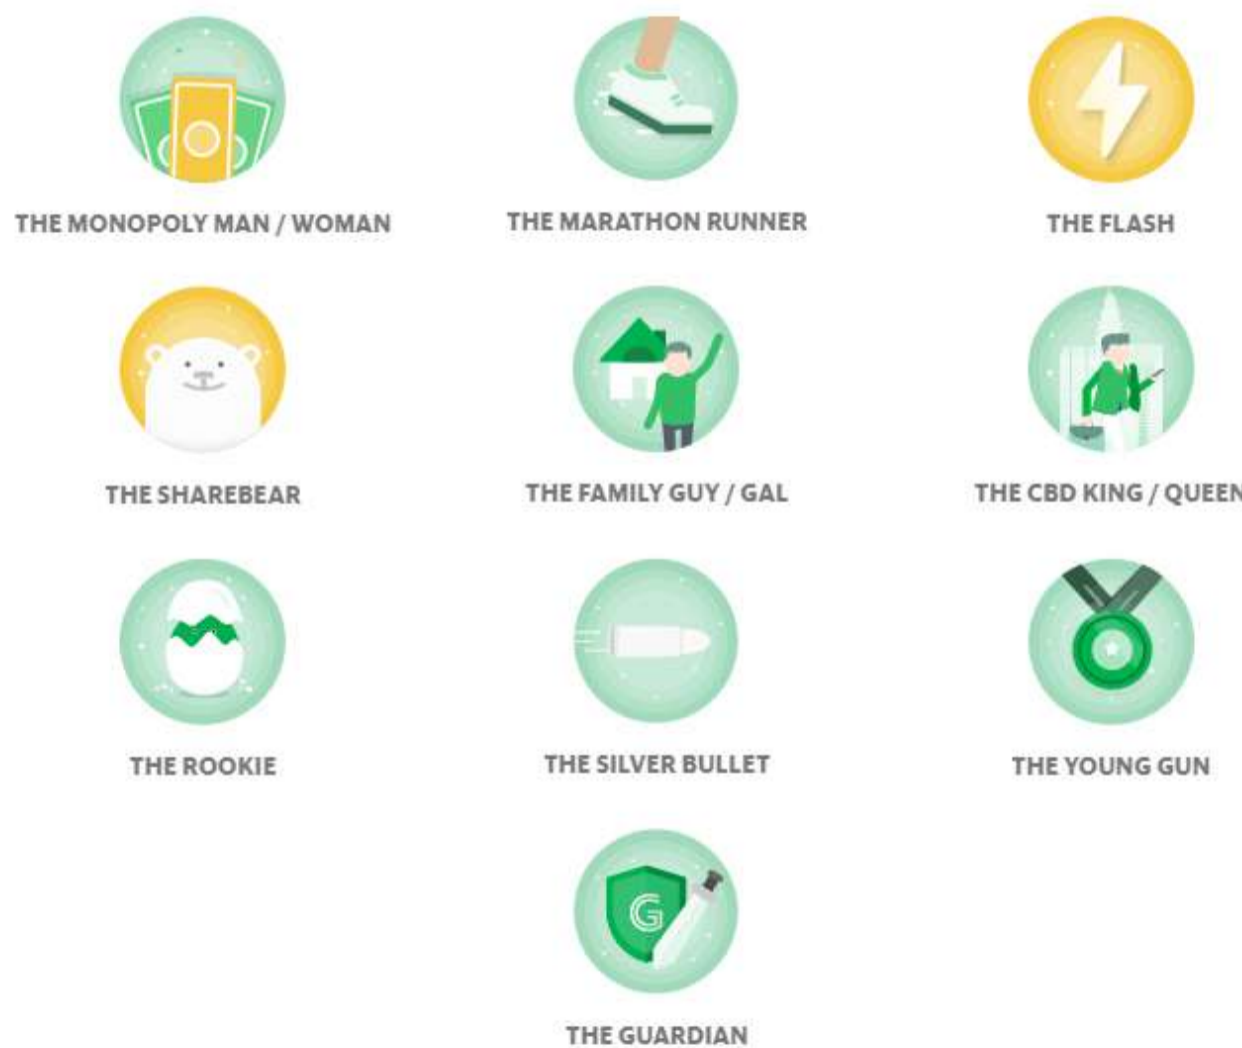 THE MONOPOLY MAN / WOMAN
THE MARATHON RUNNER
THE FLASH
THE SHAREBEAR
THE FAMILY GUY / GAL
THE CBD KING / QUEEN
THE ROOKIE
THE SILVER BULLET
THE YOUNG GUN
G
THE GUARDIAN